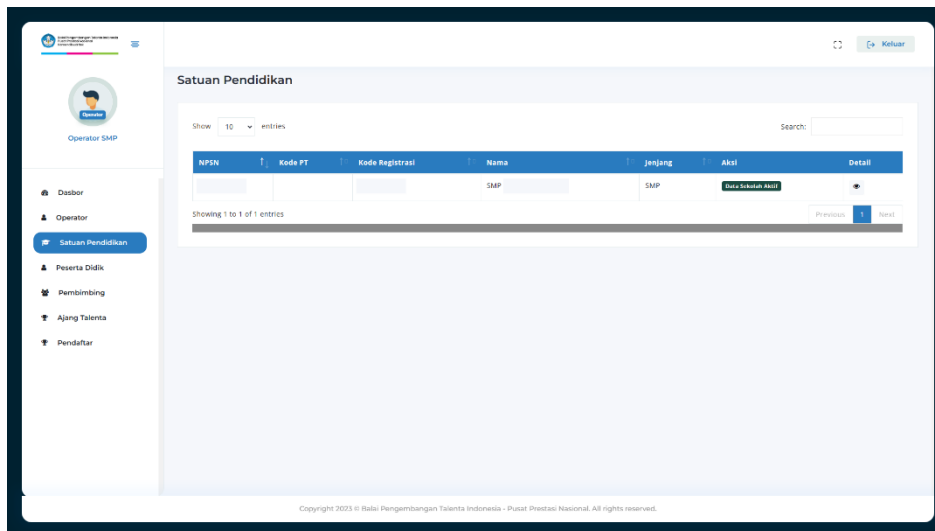 Keluar
Operator
Operator SMP
Dasbor
Operator
Satuan Pendidikan
Peserta Didik
Pembimbing
Ajang Talenta
Pendaftar
Satuan Pendidikan
Show 10 entries
Search:
NPSN Kode PT Kode Registrasi Nama Jenjang Aksi Detail
SMP SMP Data Sekolah Aktif
Showing 1 to 1 of 1 entries
Previous 1 Next
Copyright 2023 © Balai Pengembangan Talenta Indonesia - Pusat Prestasi Nasional. All rights reserved.